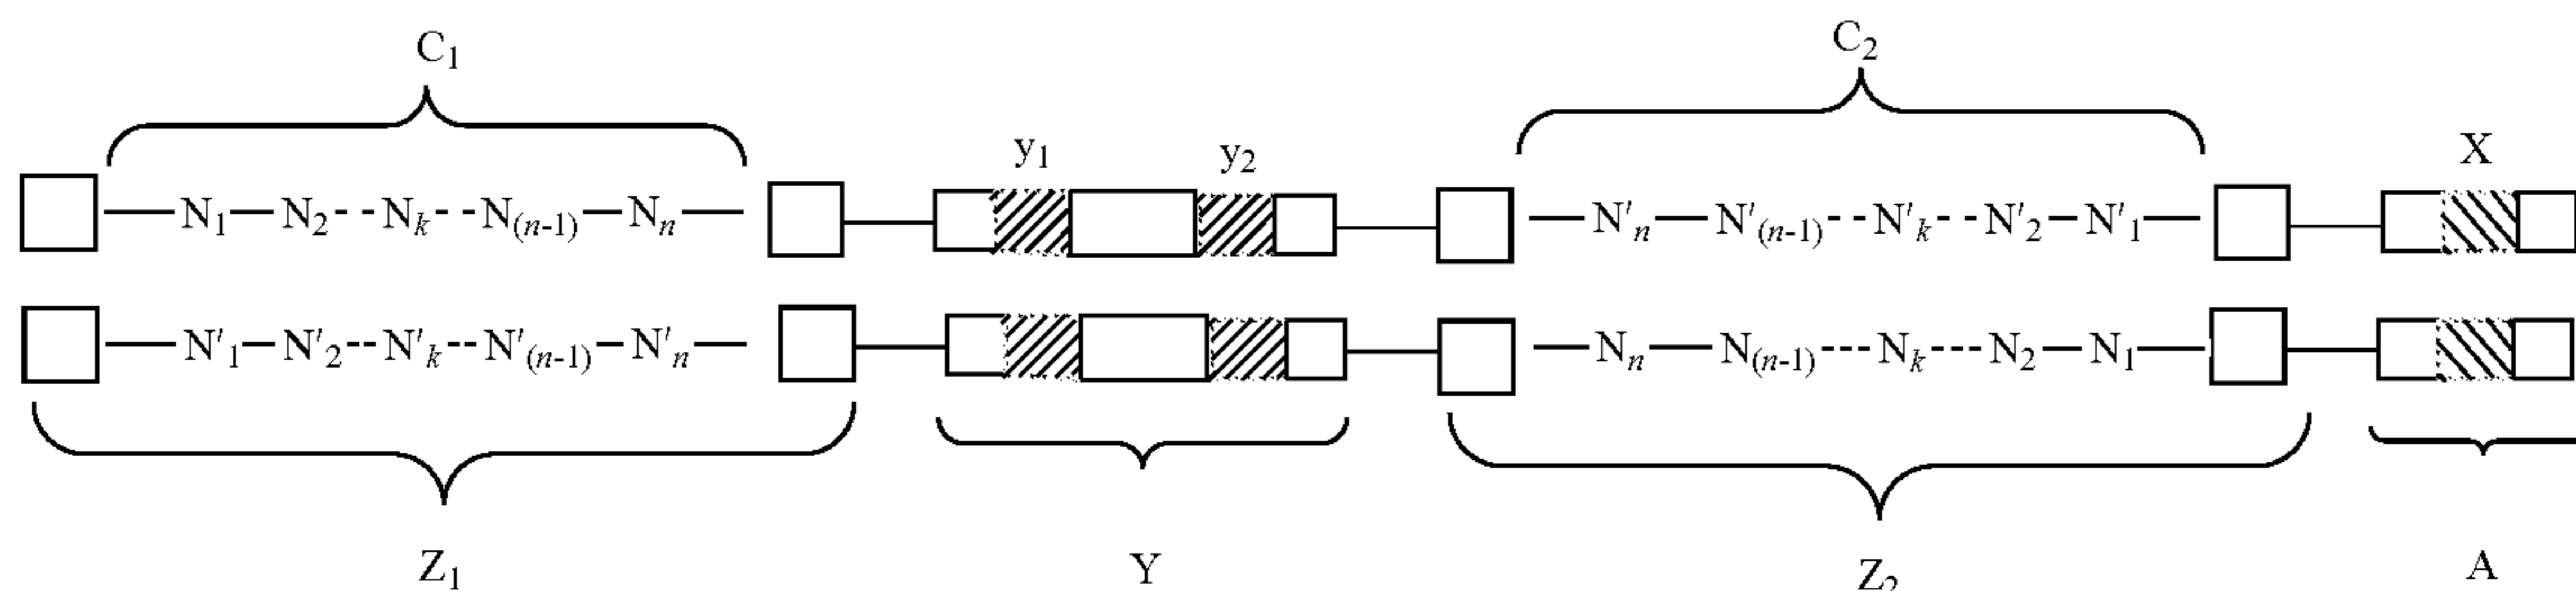 C₁ C₂
y₁ y₂ X
N₁ N₂ Nₖ N₍ₙ₋₁₎ Nₙ N′ₙ N′₍ₙ₋₁₎ N′ₖ N′₂ N′₁
N′₁ N′₂ N′ₖ N′₍ₙ₋₁₎ N′ₙ Nₙ N₍ₙ₋₁₎ Nₖ N₂ N₁
Z₁ Y Z₂ A